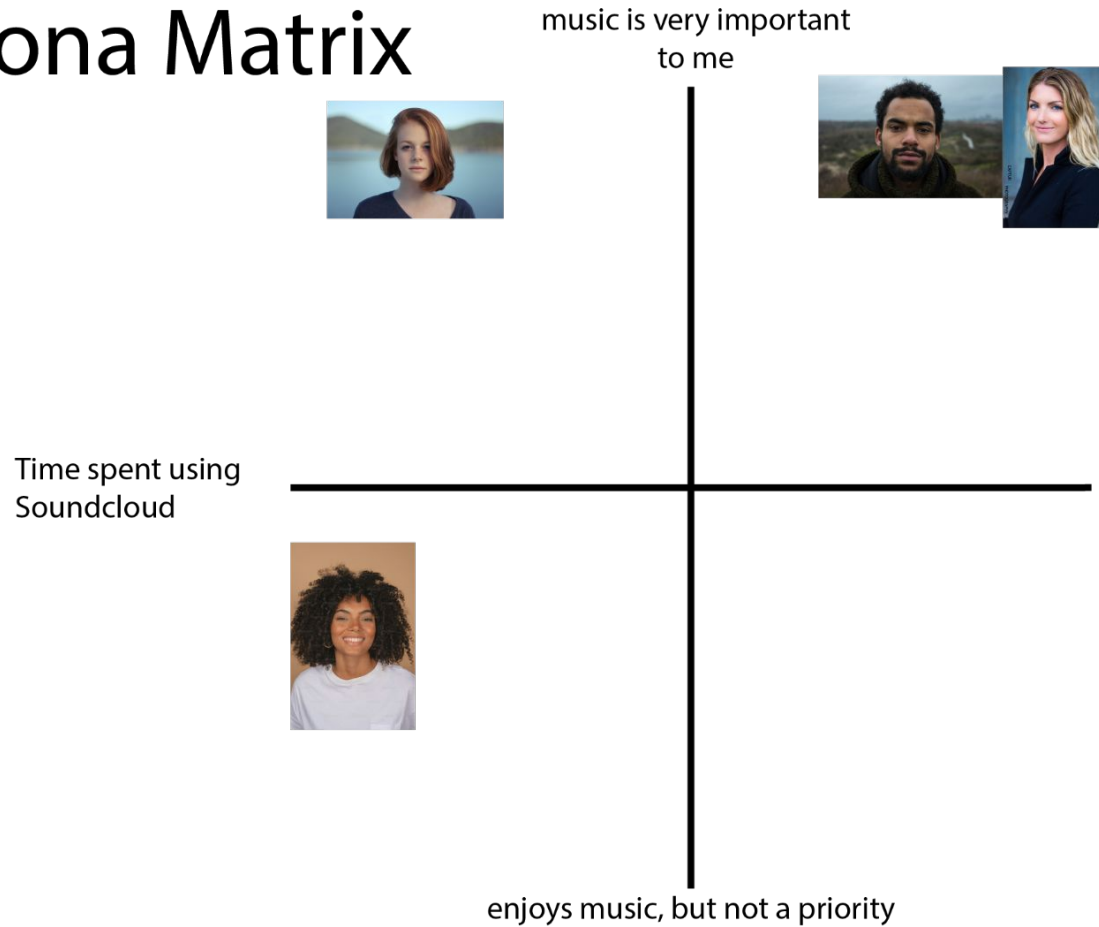 ona Matrix
music is very important
to me
Time spent using
Soundcloud
enjoys music, but not a priority